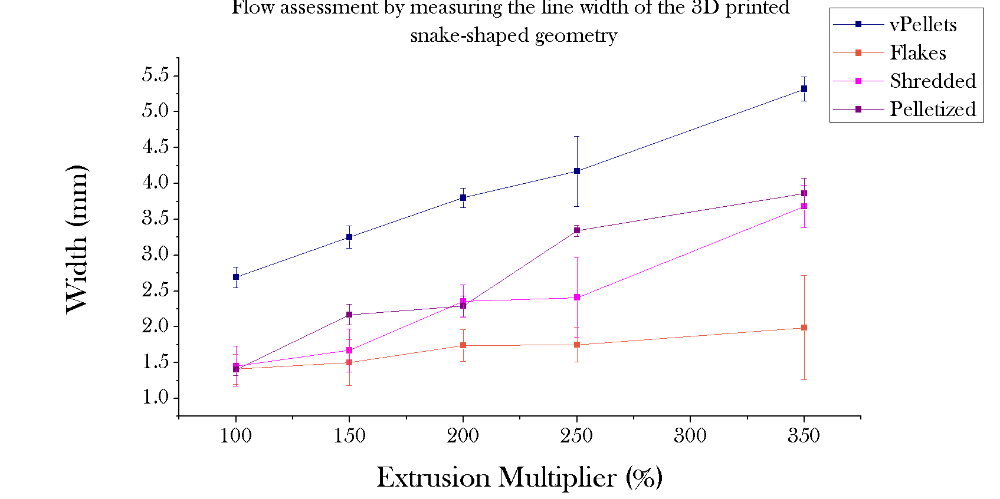 Flow assessment by measuring the line width of the 3D printed
snake-shaped geometry
vPellets
Flakes
Shredded
Pelletized
5.5
5.0
4.5
4.0
3.5
3.0
2.5
2.0
1.5
1.0
Width (mm)
100 150 200 250 300 350
Extrusion Multiplier (%)